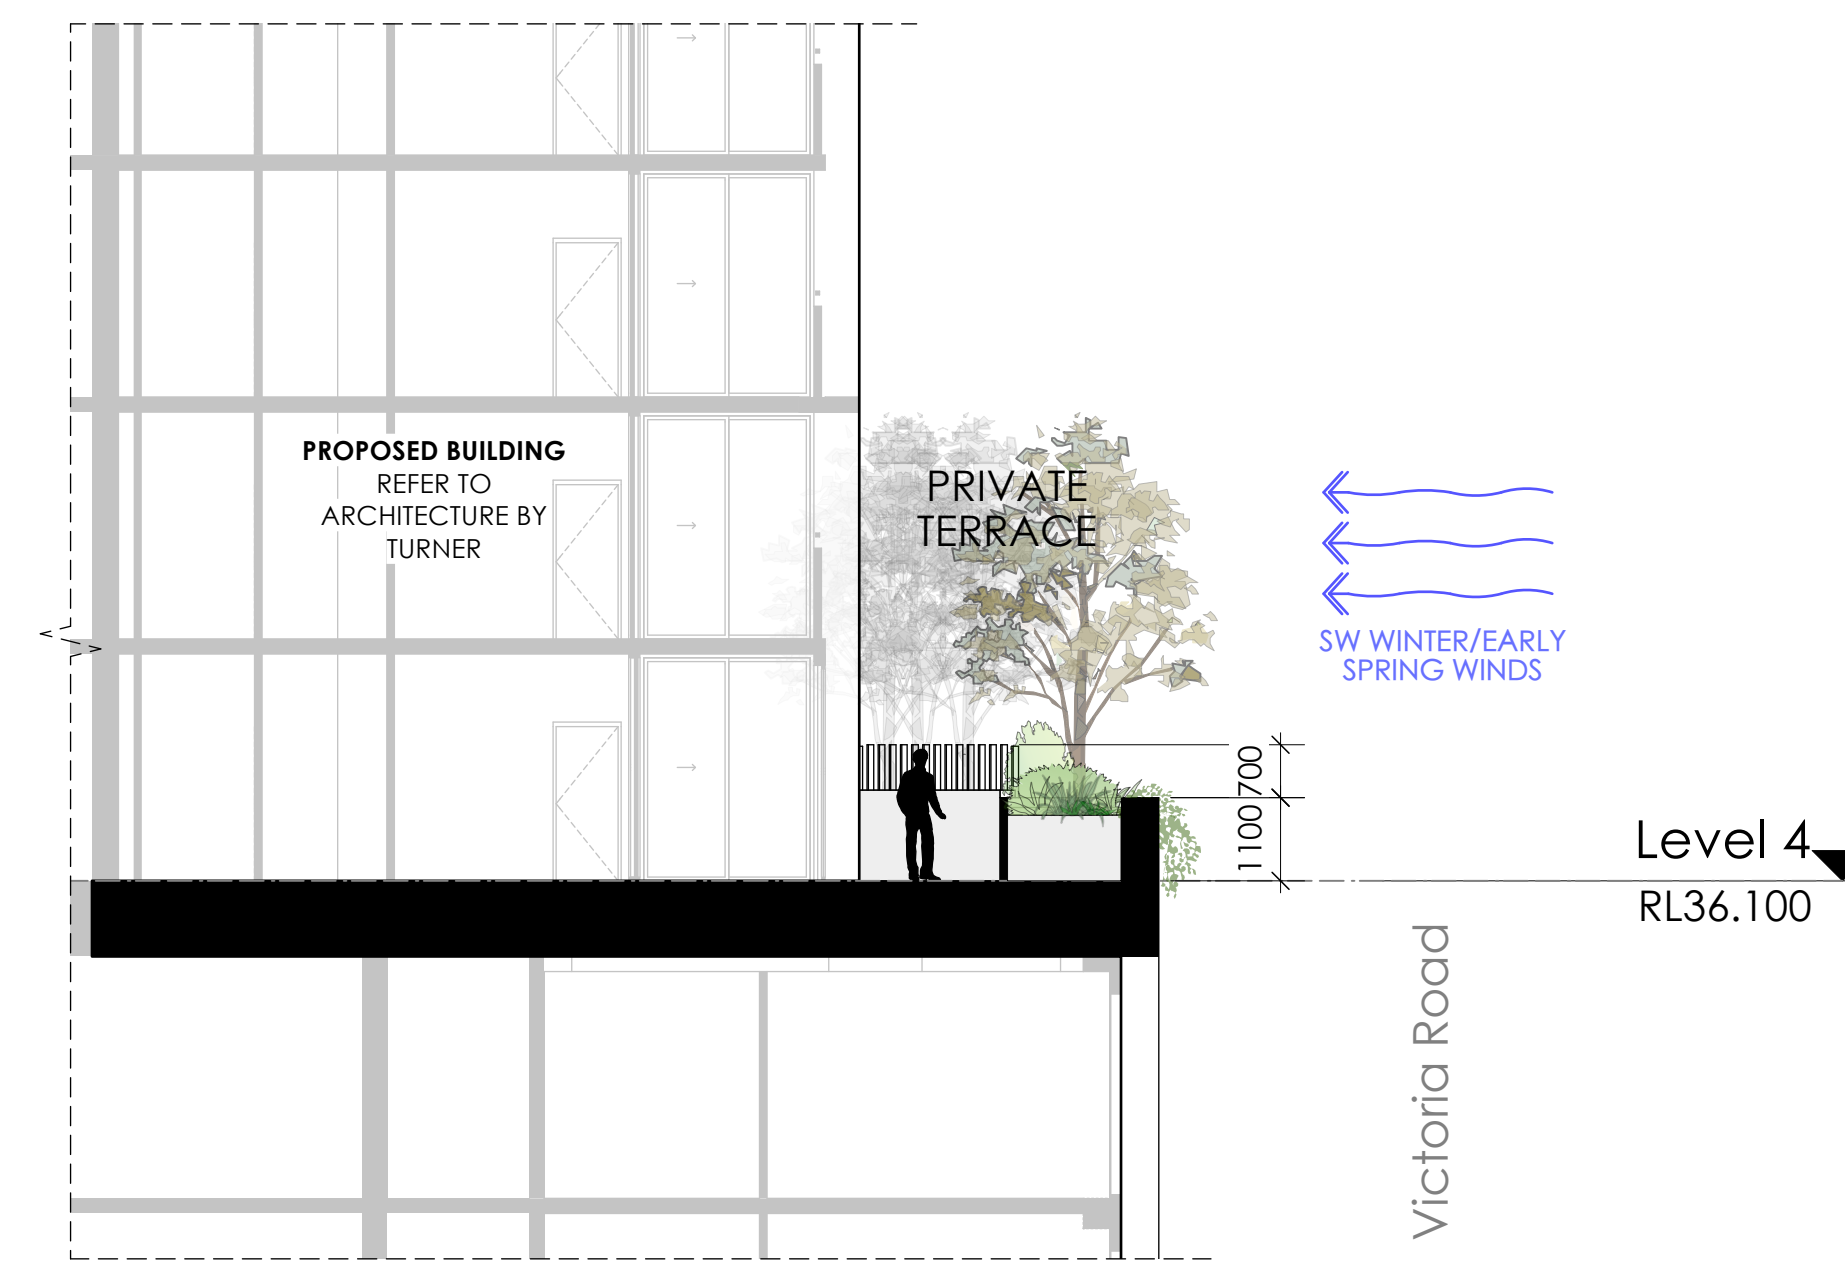 PROPOSED BUILDING
REFER TO
ARCHITECTURE BY
TURNER
PRIVATE
TERRACE
SW WINTER/EARLY
SPRING WINDS
700
1100
Level 4
RL36.100
Victoria Road